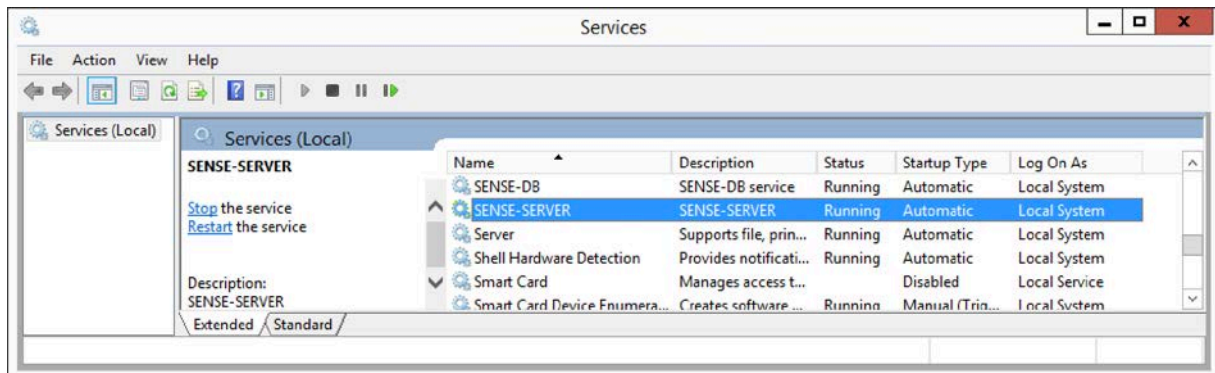 Services
File Action View Help
Services (Local)
Services (Local)
SENSE-SERVER
Stop the service
Restart the service
Description:
SENSE-SERVER
Name Description Status Startup Type Log On As
SENSE-DB SENSE-DB service Running Automatic Local System
SENSE-SERVER SENSE-SERVER Running Automatic Local System
Server Supports file, prin... Running Automatic Local System
Shell Hardware Detection Provides notificati... Running Automatic Local System
Smart Card Manages access t... Disabled Local Service
Smart Card Device Enumera... Creates software ... Running Manual (Trig... Local System
Extended Standard